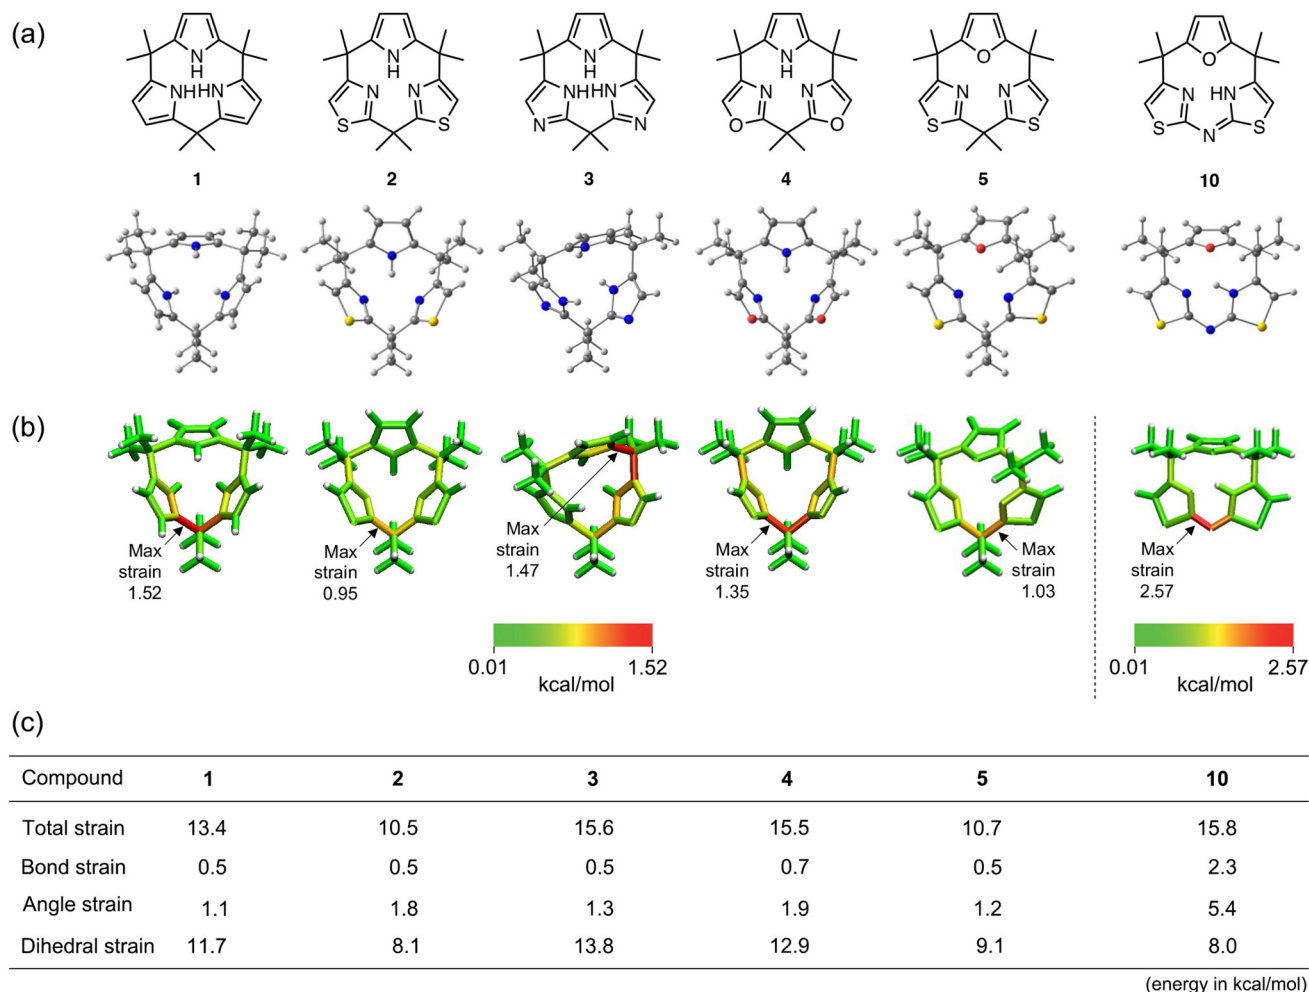 (a)
N
H
N
H
N
H
N
H
O
O
NH HN
N N
NH HN
N N
N N
N HN
S S
N N
O O
S S
S N S
1 2 3 4 5 10
(b)
Max
strain
1.52
Max
strain
0.95
Max
strain
1.47
Max
strain
1.35
Max
strain
1.03
Max
strain
2.57
0.01 1.52
kcal/mol
0.01 2.57
kcal/mol
(c)
Compound 1 2 3 4 5 10
Total strain 13.4 10.5 15.6 15.5 10.7 15.8
Bond strain 0.5 0.5 0.5 0.7 0.5 2.3
Angle strain 1.1 1.8 1.3 1.9 1.2 5.4
Dihedral strain 11.7 8.1 13.8 12.9 9.1 8.0
(energy in kcal/mol)